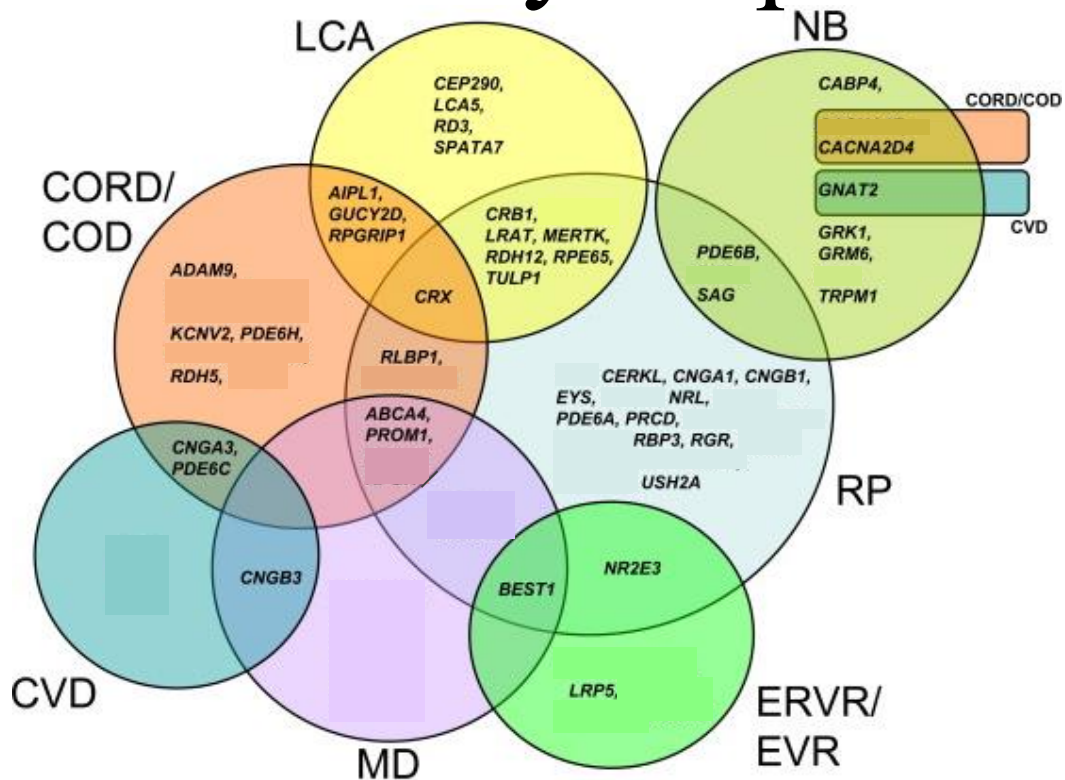 LCA
NB
CEP290,
LCA5,
RD3,
SPATA7
CABP4,
CORD/COD
CACNA2D4
GNAT2
CVD
GRK1,
GRM6,
TRPM1
PDE6B,
SAG
CORD/
COD
AIPL1,
GUCY2D,
RPGRIP1
CRB1,
LRAT, MERTK,
RDH12, RPE65,
TULP1
CRX
ADAM9,
KCNV2, PDE6H,
RDH5,
RLBP1,
ABCA4,
PROM1,
CERKL, CNGA1, CNGB1,
EYS, NRL,
PDE6A, PRCD,
RBP3, RGR,
USH2A
RP
CNGA3,
PDE6C
CNGB3
BEST1
NR2E3
LRP5,
CVD
MD
ERVR/
EVR